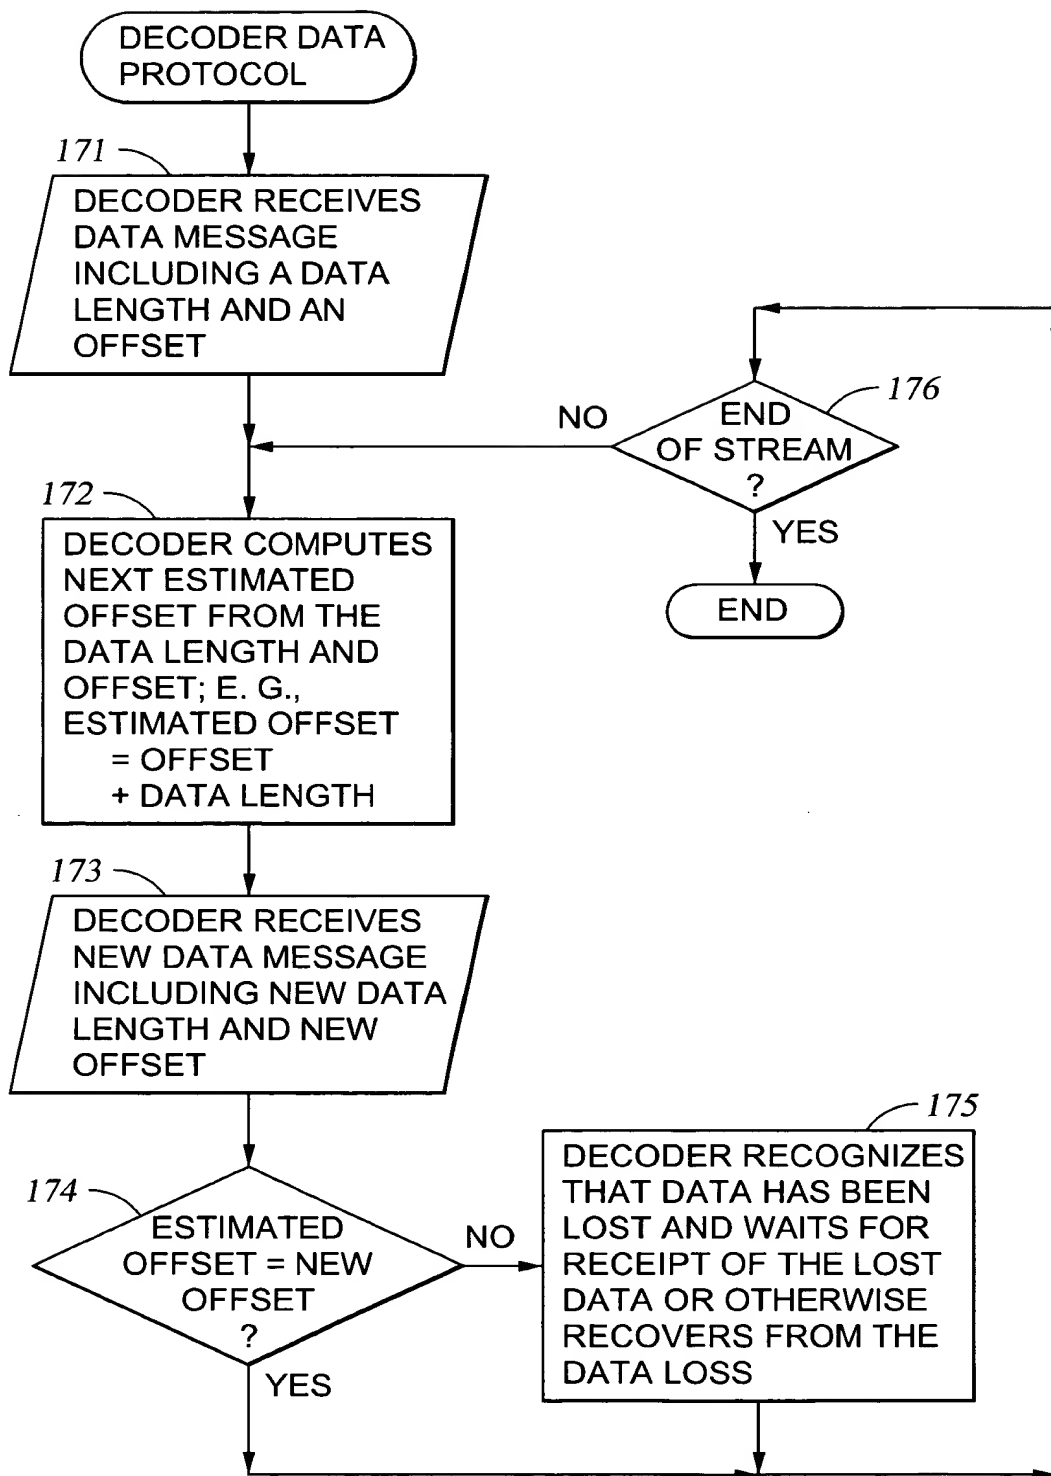 DECODER DATA
PROTOCOL
171
DECODER RECEIVES
DATA MESSAGE
INCLUDING A DATA
LENGTH AND AN
OFFSET
176
NO
END
OF STREAM
?
YES
END
172
DECODER COMPUTES
NEXT ESTIMATED
OFFSET FROM THE
DATA LENGTH AND
OFFSET; E. G.,
ESTIMATED OFFSET
= OFFSET
+ DATA LENGTH
173
DECODER RECEIVES
NEW DATA MESSAGE
INCLUDING NEW DATA
LENGTH AND NEW
OFFSET
174
ESTIMATED
OFFSET = NEW
OFFSET
?
NO
YES
175
DECODER RECOGNIZES
THAT DATA HAS BEEN
LOST AND WAITS FOR
RECEIPT OF THE LOST
DATA OR OTHERWISE
RECOVERS FROM THE
DATA LOSS